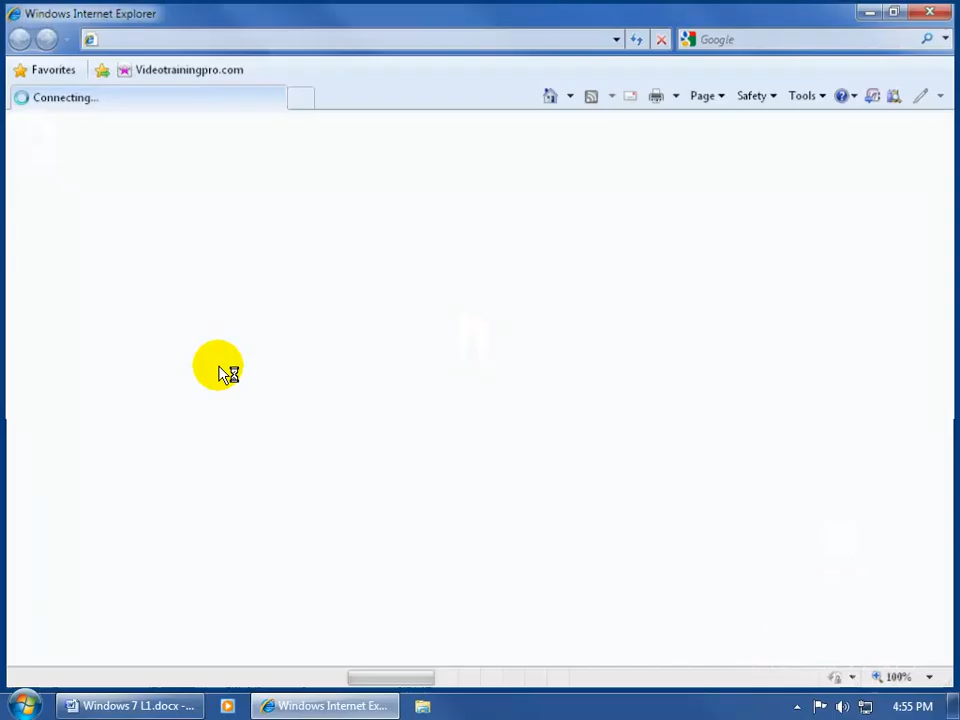 Windows Internet Explorer
Google
Favorites
Videotrainingpro.com
Connecting...
Page
Safety
Tools
100%
Windows 7 L1.docx -...
Windows Internet Ex...
4:55 PM